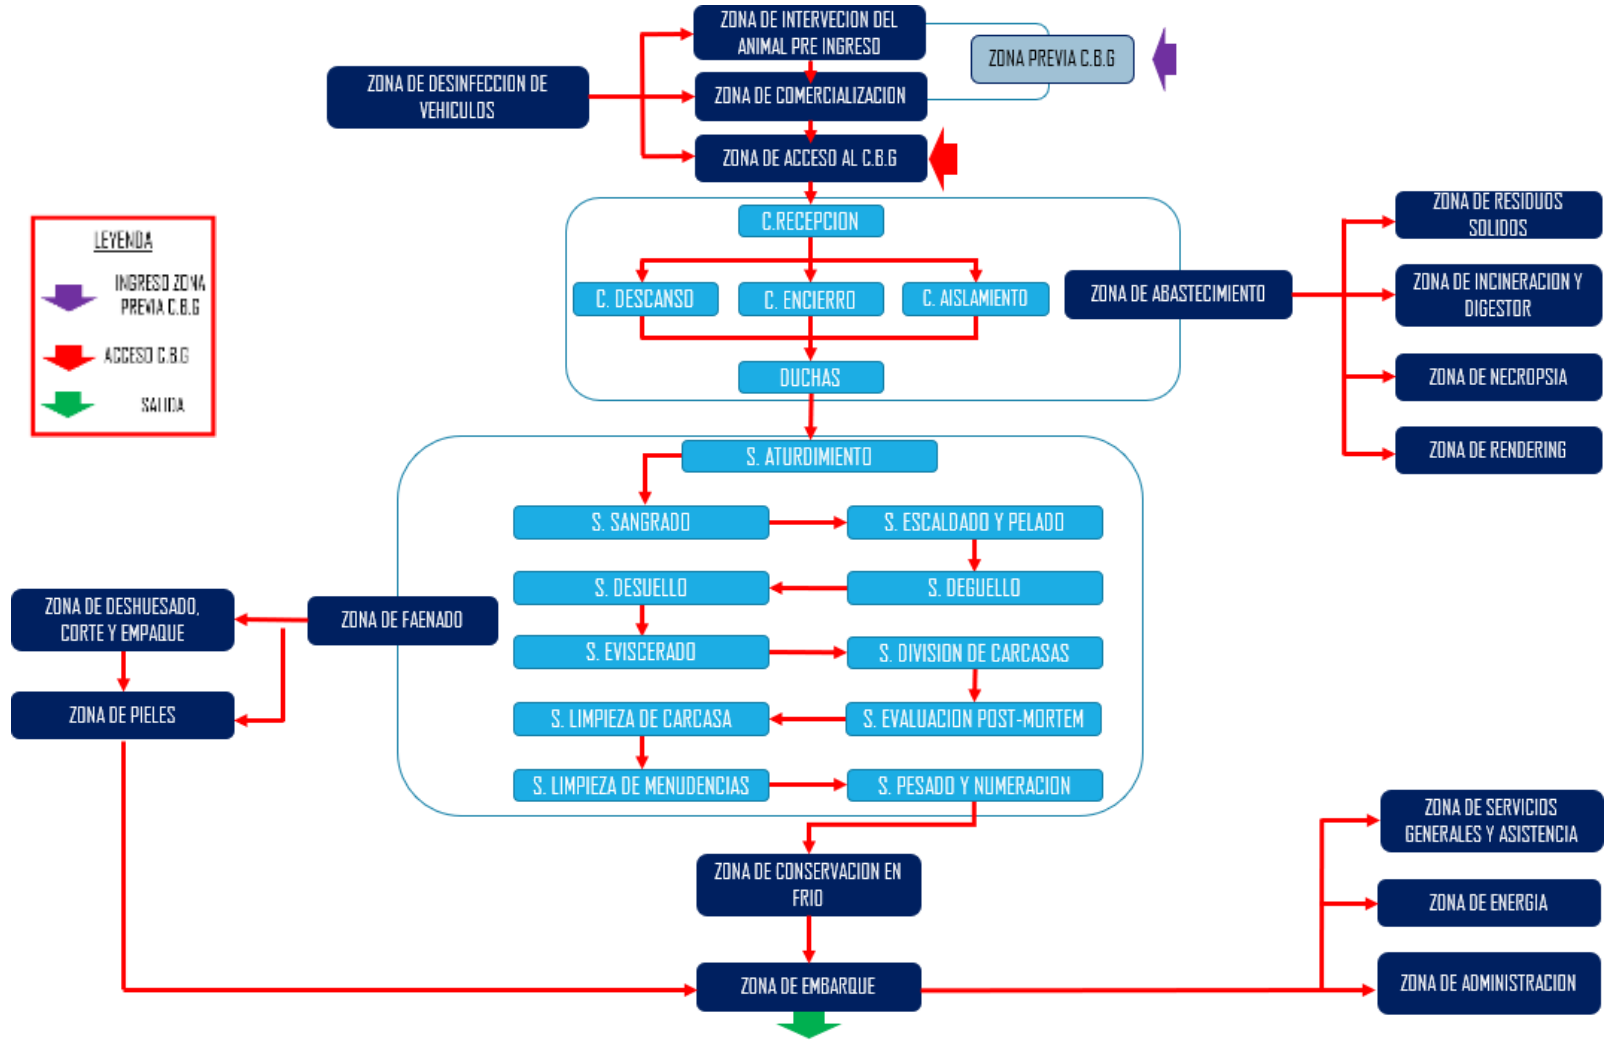 ZONA DE INTERVECION DEL
ANIMAL PRE INGRESO
ZONA PREVIA C.B.G
ZONA DE DESINFECCION DE
VEHICULOS
ZONA DE COMERCIALIZACION
ZONA DE ACCESO AL C.B.G
LEYENDA
INGRESO ZONA
PREVIA C.B.G
ACCESO C.B.G
SALIDA
C.RECEPCION
C. DESCANSO
C. ENCIERRO
C. AISLAMIENTO
DUCHAS
ZONA DE ABASTECIMIENTO
ZONA DE RESIDUOS
SOLIDOS
ZONA DE INCINERACION Y
DIGESTOR
ZONA DE NECROPSIA
ZONA DE RENDERING
S. ATURDIMIENTO
S. SANGRADO
S. ESCALDADO Y PELADO
S. DESUELLO
S. DEGUELLO
S. EVISCERADO
S. DIVISION DE CARCASAS
S. LIMPIEZA DE CARCASA
S. EVALUACION POST-MORTEM
S. LIMPIEZA DE MENUDENCIAS
S. PESADO Y NUMERACION
ZONA DE DESHUESADO,
CORTE Y EMPAQUE
ZONA DE FAENADO
ZONA DE PIELES
ZONA DE CONSERVACION EN
FRIO
ZONA DE EMBARQUE
ZONA DE SERVICIOS
GENERALES Y ASISTENCIA
ZONA DE ENERGIA
ZONA DE ADMINISTRACION